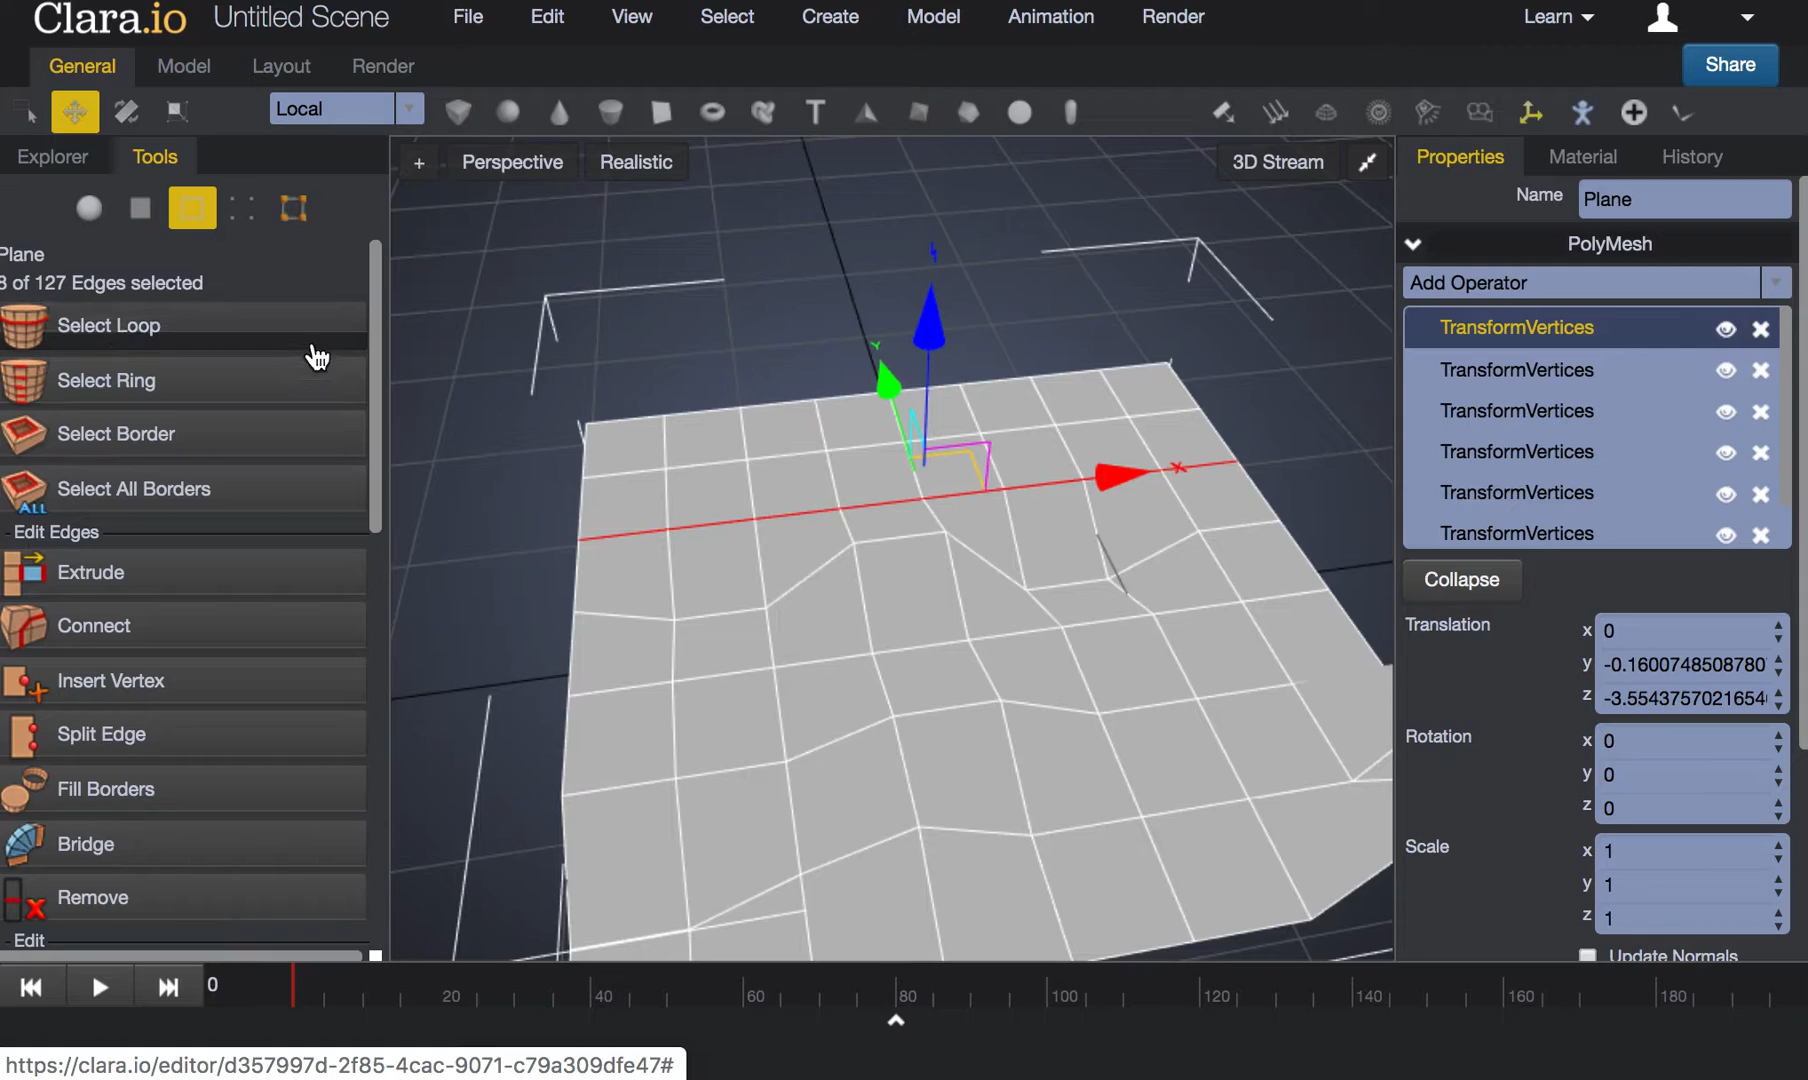 Clara.io Untitled Scene File Edit View Select Create Model Animation Render Learn
General Model Layout Render Share
Local
Explorer Tools
+ Perspective Realistic 3D Stream
Properties Material History
Name Plane
Plane
8 of 127 Edges selected
Select Loop
Select Ring
Select Border
ALL
Select All Borders
Edit Edges
Extrude
Connect
Insert Vertex
Split Edge
Fill Borders
Bridge
Remove
Edit
Y
PolyMesh
Add Operator
TransformVertices
TransformVertices
TransformVertices
TransformVertices
TransformVertices
TransformVertices
Collapse
Translation x 0
y -0.1600748508780
z
Rotation x 0
y 0
z 0
Scale x 1
y 1
z 1
Update Normals
0 20 40 60 80 100 120 140 160 180
https://clara.io/editor/d357997d-2f85-4cac-9071-c79a309dfe47#